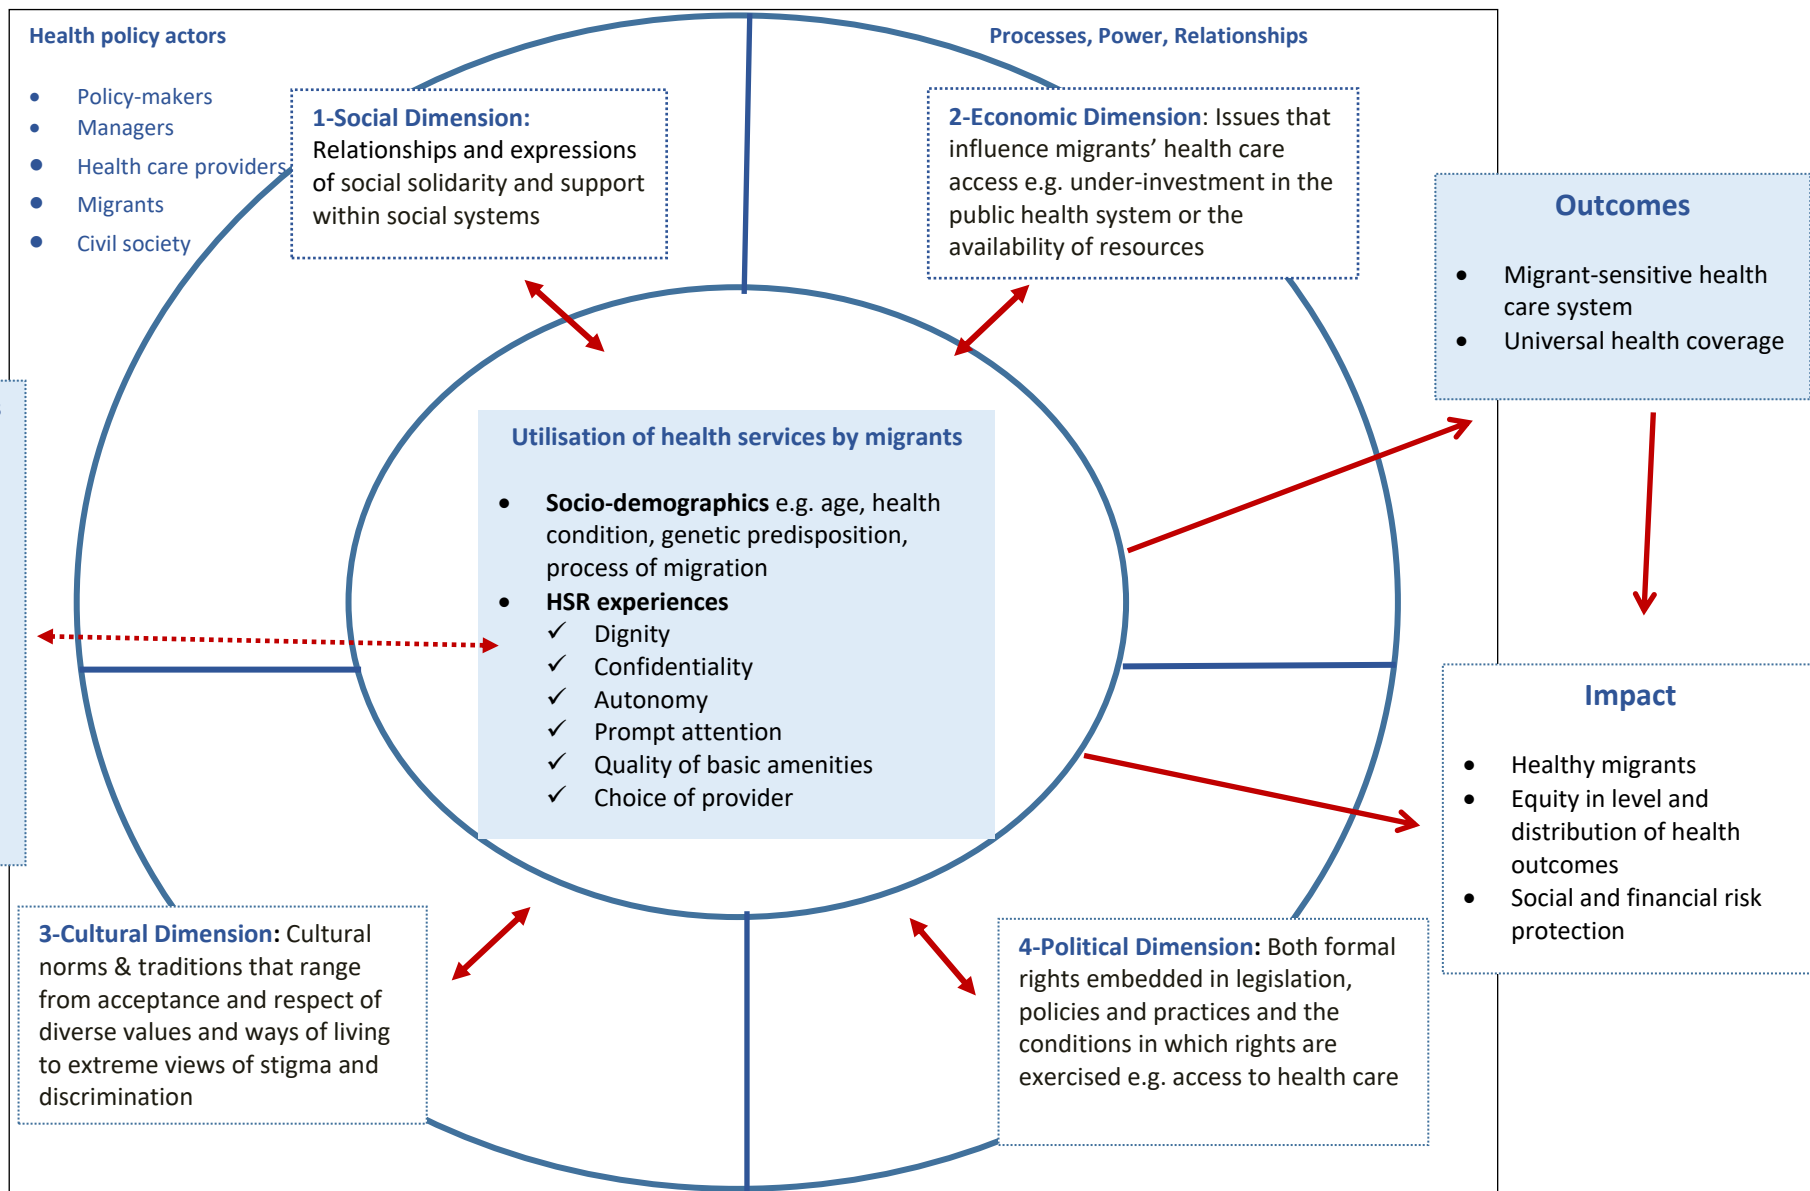 Health policy actors
• Policy-makers
• Managers
• Health care providers
• Migrants
• Civil society
Processes, Power, Relationships
1-Social Dimension:
Relationships and expressions
of social solidarity and support
within social systems
2-Economic Dimension: Issues that
influence migrants’ health care
access e.g. under-investment in the
public health system or the
availability of resources
Outcomes
• Migrant-sensitive health
care system
• Universal health coverage
Utilisation of health services by migrants
• Socio-demographics e.g. age, health
condition, genetic predisposition,
process of migration
• HSR experiences
✓ Dignity
✓ Confidentiality
✓ Autonomy
✓ Prompt attention
✓ Quality of basic amenities
✓ Choice of provider
Impact
• Healthy migrants
• Equity in level and
distribution of health
outcomes
• Social and financial risk
protection
3-Cultural Dimension: Cultural
norms & traditions that range
from acceptance and respect of
diverse values and ways of living
to extreme views of stigma and
discrimination
4-Political Dimension: Both formal
rights embedded in legislation,
policies and practices and the
conditions in which rights are
exercised e.g. access to health care